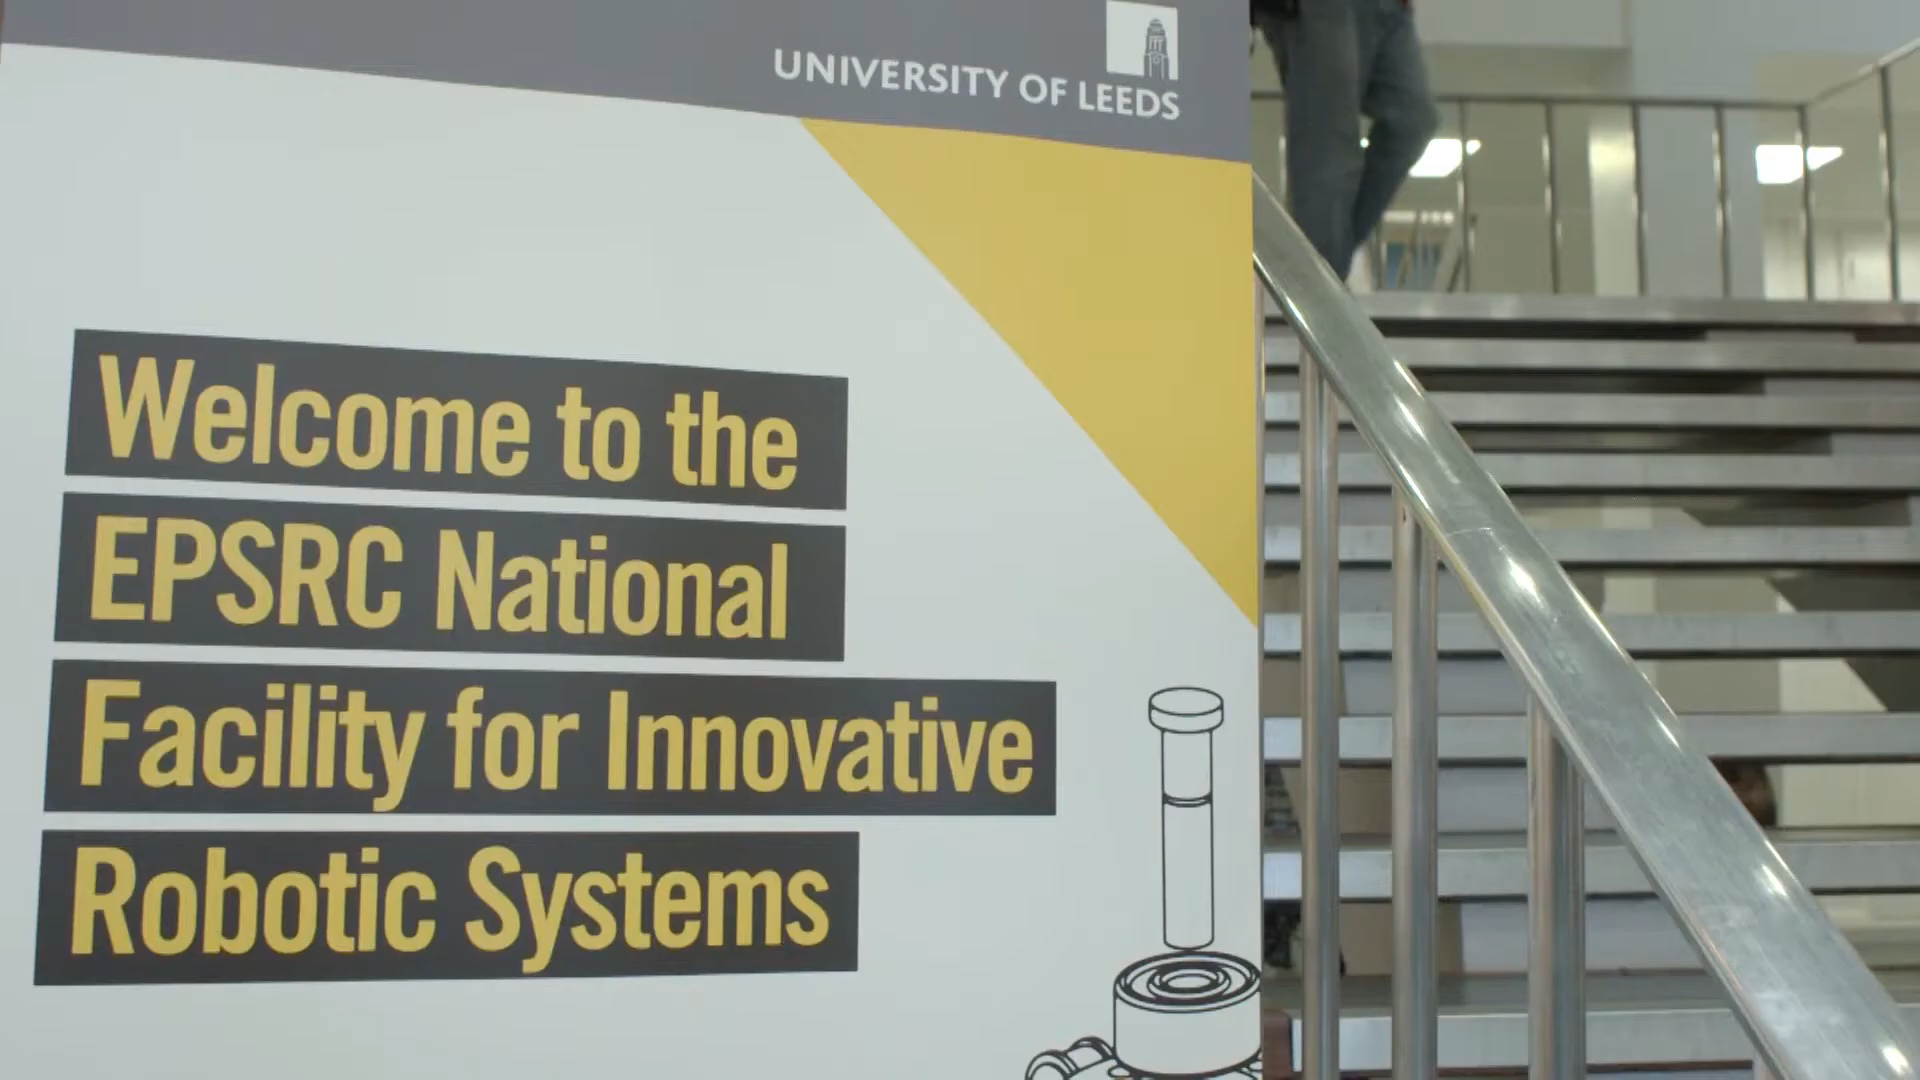 UNIVERSITY OF LEEDS
Welcome to the
EPSRC National
Facility for Innovative
Robotic Systems